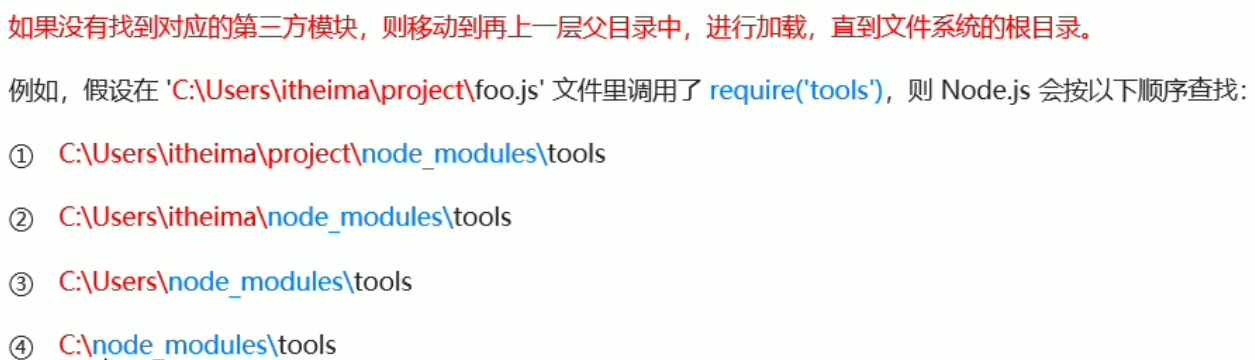 如果没有找到对应的第三方模块，则移动到再上一层父目录中，进行加载，直到文件系统的根目录。
例如，假设在 'C:\Users\itheima\project\foo.js' 文件里调用了 require('tools')，则 Node.js 会按以下顺序查找：
① C:\Users\itheima\project\node_modules\tools
② C:\Users\itheima\node_modules\tools
③ C:\Users\node_modules\tools
④ C:\node_modules\tools